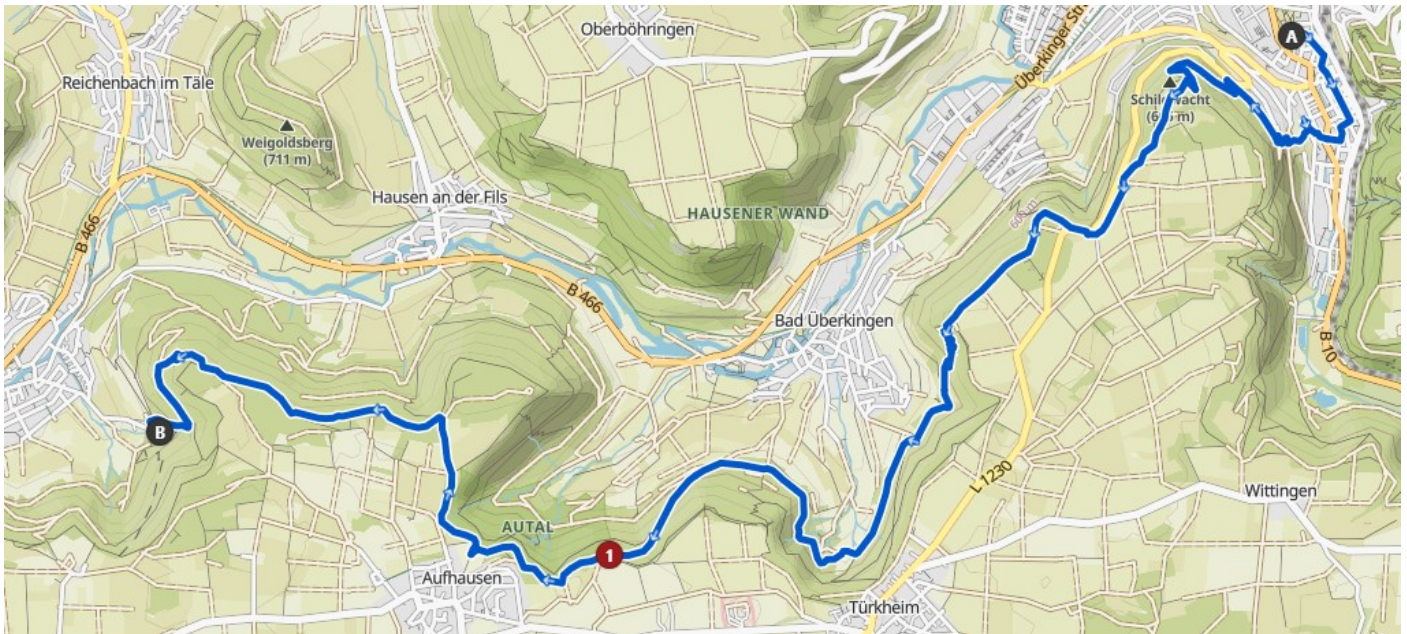 Oberböhringen
Überkinger Str
A
Reichenbach im Täle
Weigoldsberg
(711 m)
Hausen an der Fils
HAUSENER WAND
B 466
B 466
600 m
Bad Überkingen
B 10
B
L 1230
Wittingen
AUTAL
1
Aufhausen
Türkheim